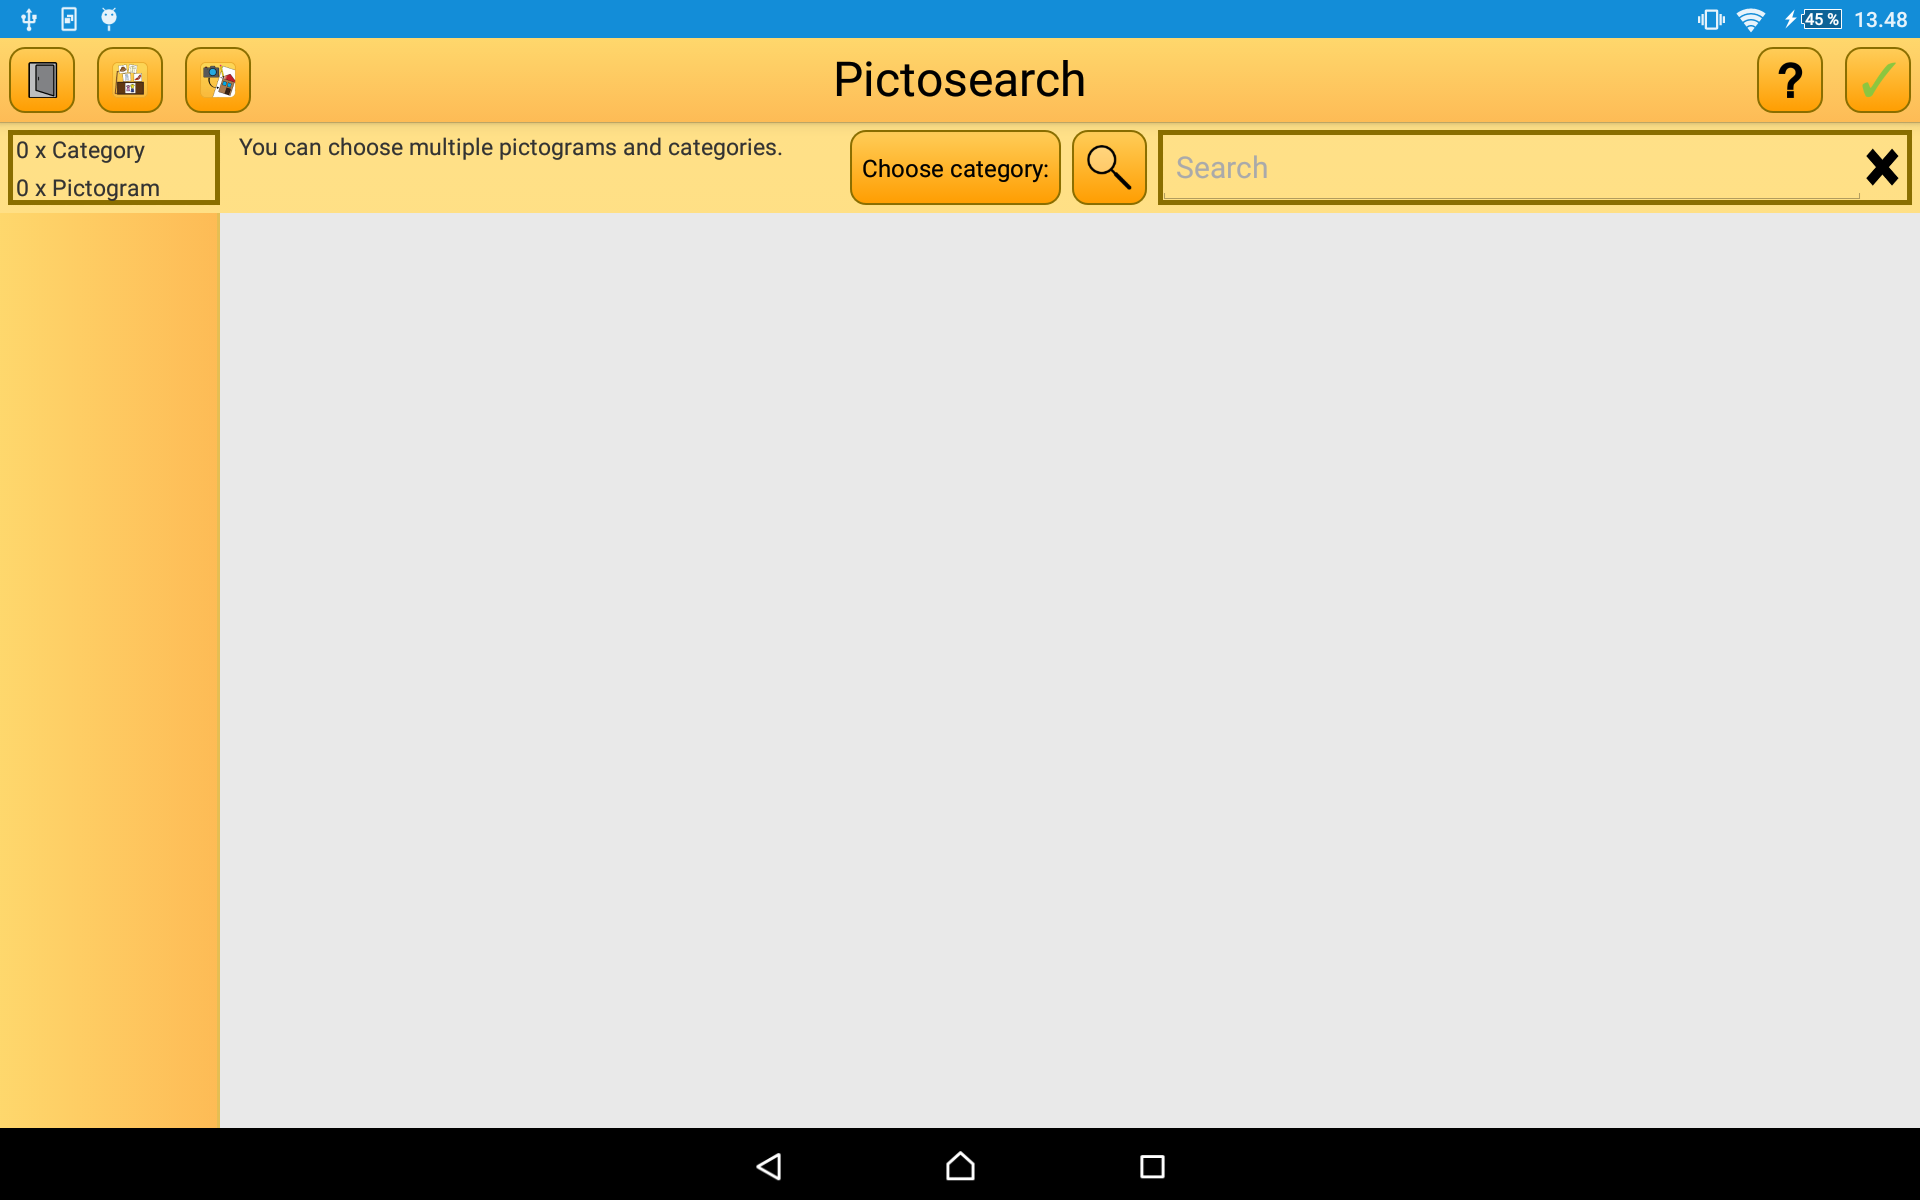 45 %
13.48
Pictosearch
?
0 x Category
0 x Pictogram
You can choose multiple pictograms and categories.
Choose category:
Search